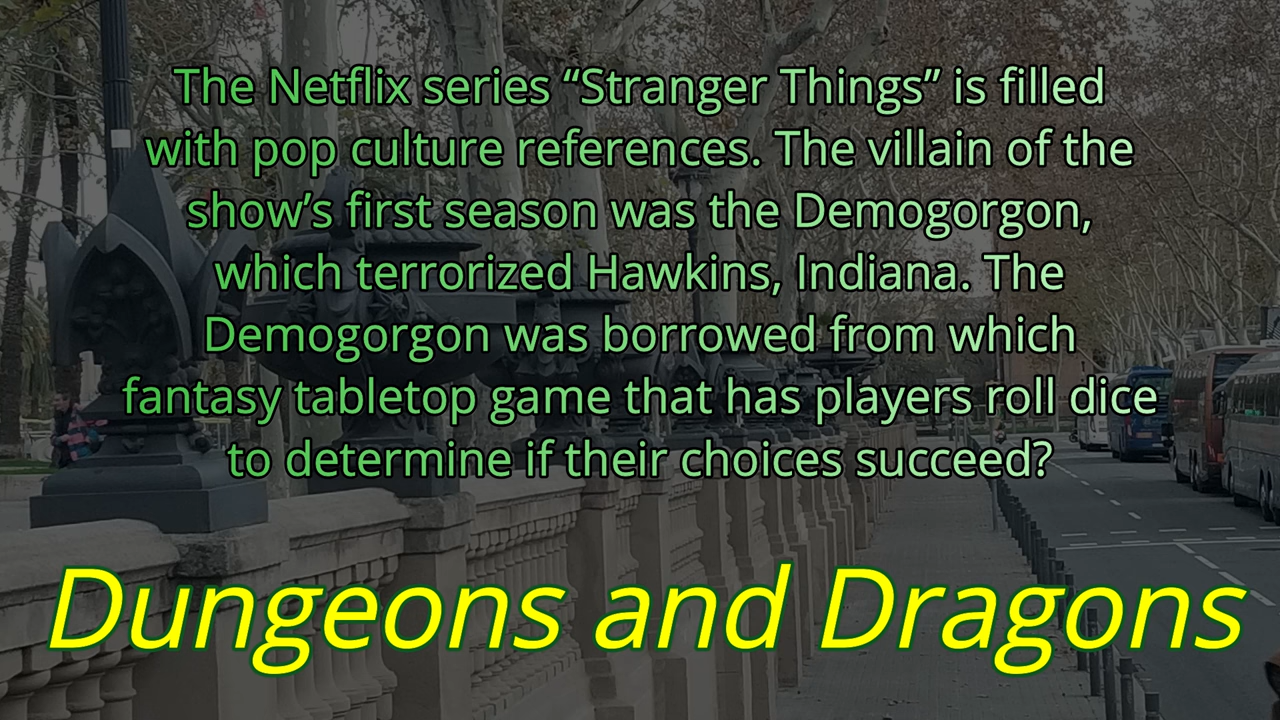 The Netflix series “Stranger Things” is filled
with pop culture references. The villain of the
show’s first season was the Demogorgon,
which terrorized Hawkins, Indiana. The
Demogorgon was borrowed from which
fantasy tabletop game that has players roll dice
to determine if their choices succeed?
Dungeons and Dragons